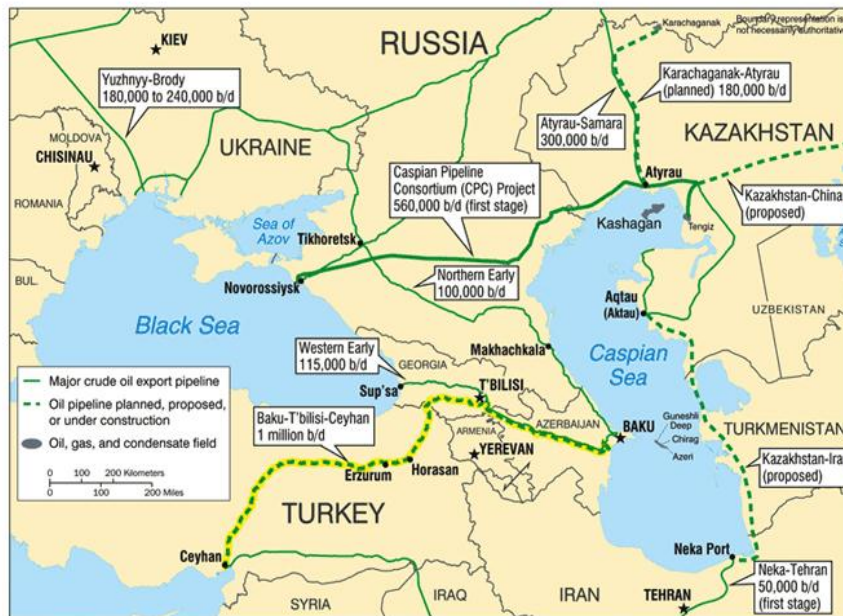 Karachaganak
Boundary representation is
not necessarily authoritative
KIEV
RUSSIA
Yuzhnyy-Brody
180,000 to 240,000 b/d
Karachaganak-Atyrau
(planned) 180,000 b/d
MOLDOVA
CHISINAU
UKRAINE
Atyrau-Samara
300,000 b/d
KAZAKHSTAN
Caspian Pipeline
Consortium (CPC) Project
560,000 b/d (first stage)
Atyrau
ROMANIA
Sea of
Azov
Tikhoretsk
Kashagan
Tengiz
Kazakhstan-China
(proposed)
BUL.
Novorossiysk
Northern Early
100,000 b/d
Aqtau
(Aktau)
UZBEKISTAN
Black Sea
Makhachkala
Caspian
Sea
Western Early
115,000 b/d
GEORGIA
Sup'sa
T'BILISI
Major crude oil export pipeline
Oil pipeline planned, proposed,
or under construction
Oil, gas, and condensate field
0 100 200 Kilometers
0 100 200 Miles
Baku-T'bilisi-Ceyhan
1 million b/d
ARMENIA
AZERBAIJAN
BAKU
Guneshli
Deep
Chirag
Azeri
TURKMENISTAN
YEREVAN
Erzurum
Horasan
Kazakhstan-Iran
(proposed)
TURKEY
Ceyhan
Neka Port
SYRIA
IRAQ
IRAN
TEHRAN
Neka-Tehran
50,000 b/d
(first stage)